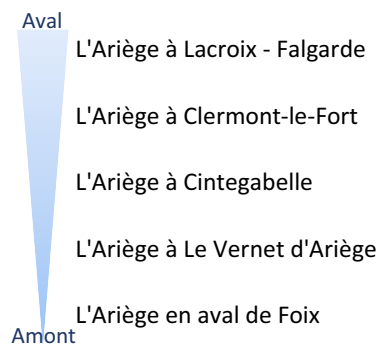 Aval
L'Ariège à Lacroix - Falgarde
L'Ariège à Clermont-le-Fort
L'Ariège à Cintegabelle
L'Ariège à Le Vernet d'Ariège
L'Ariège en aval de Foix
Amont